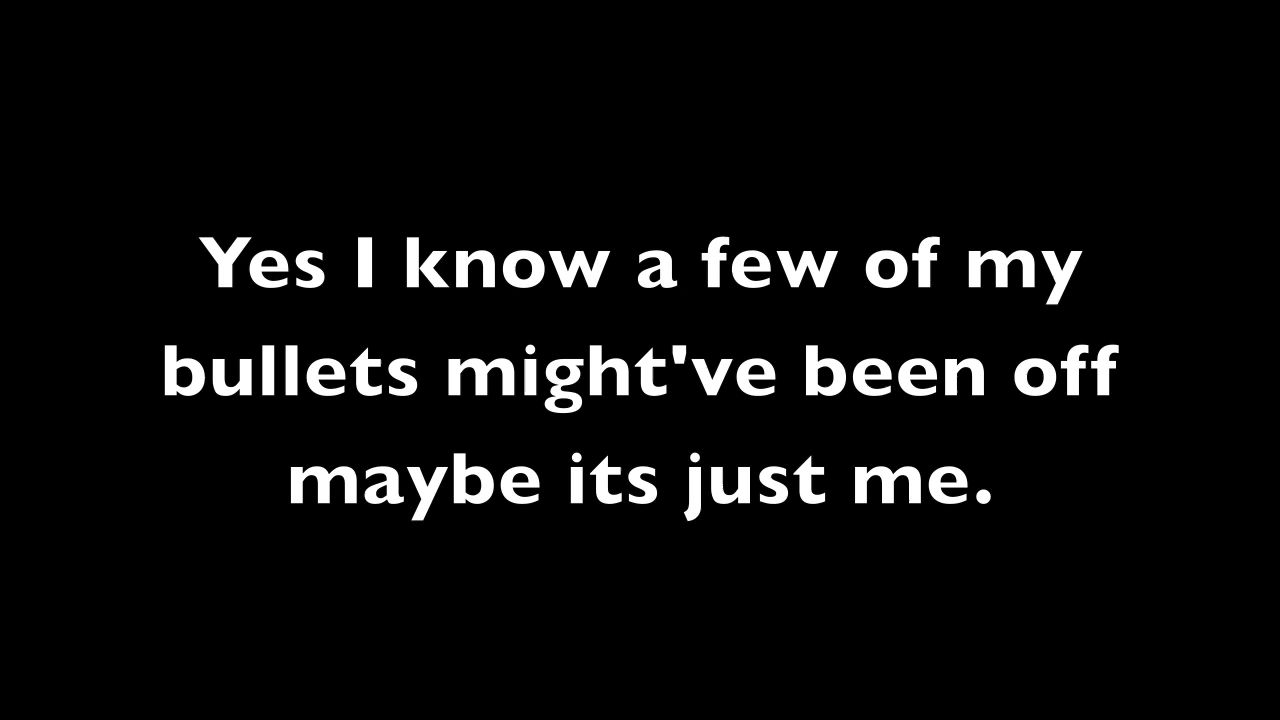 Yes I know a few of my
bullets might've been off
maybe its just me.